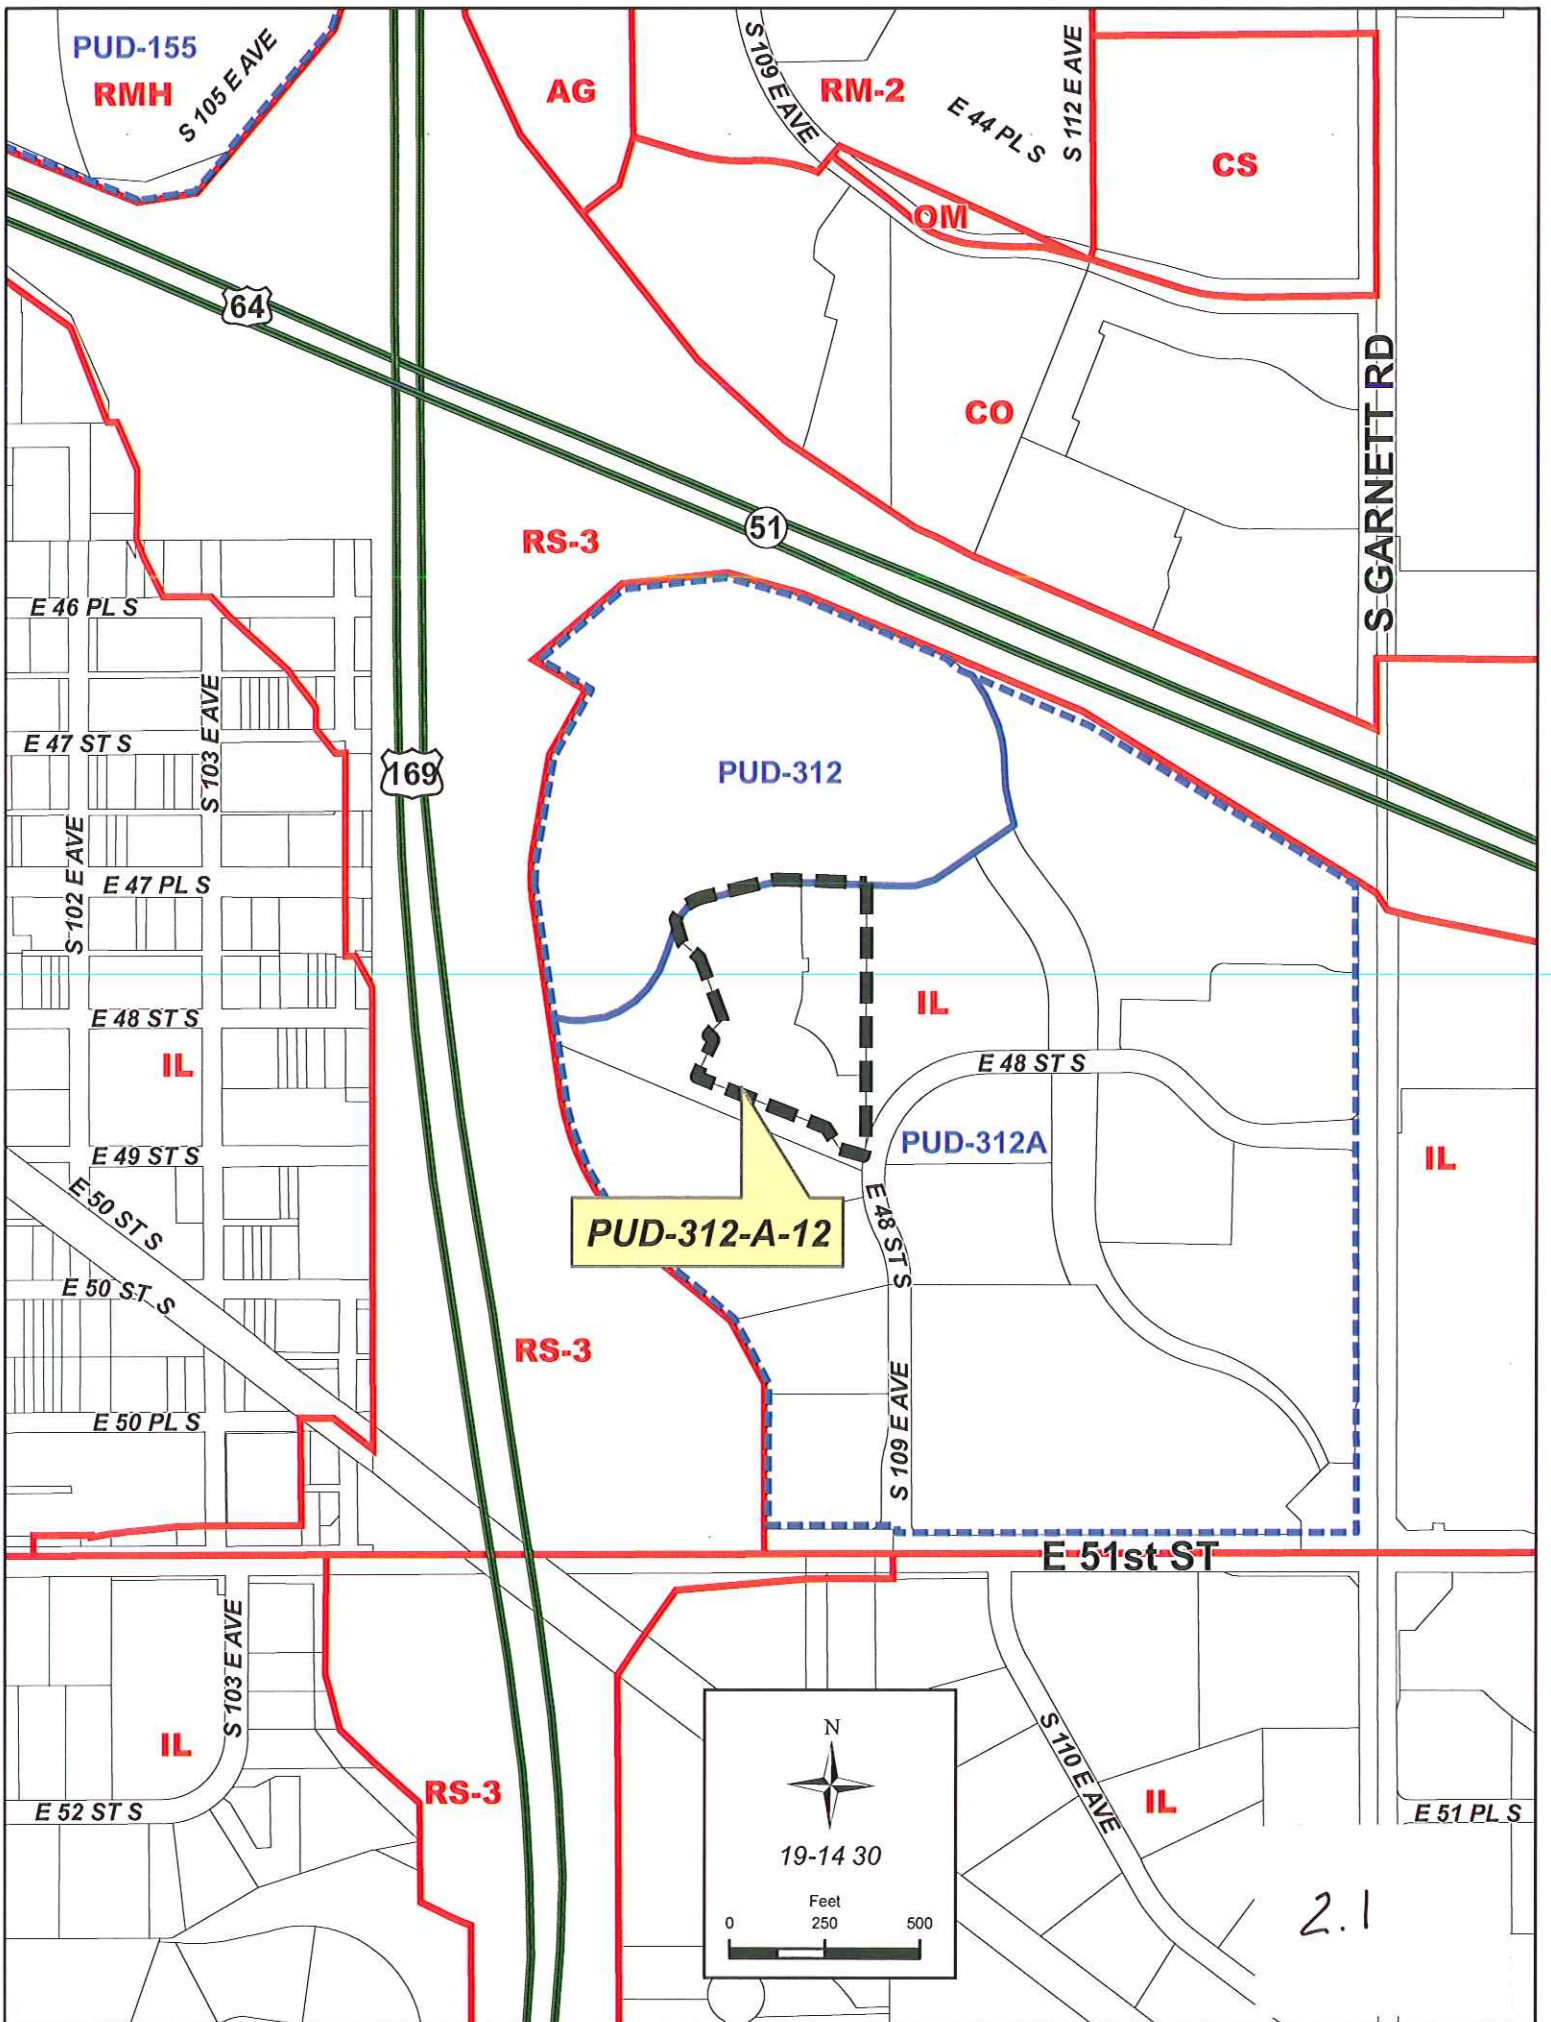 PUD-155
RMH
S 105 E AVE
AG
S 109 E AVE
RM-2
E 44 PL S
S 112 E AVE
CS
OM
64
CO
S GARNETT RD
51
RS-3
E 46 PL S
S 103 E AVE
E 47 ST S
169
PUD-312
S 102 E AVE
E 47 PL S
IL
E 48 ST S
IL
E 48 ST S
PUD-312A
E 49 ST S
IL
E 50 ST S
PUD-312-A-12
E 48 ST S
E 50 ST S
RS-3
S 109 E AVE
E 50 PL S
E 51st ST
S 103 E AVE
IL
RS-3
N
S 110 E AVE
IL
E 52 ST S
E 51 PL S
19-14 30
Feet
0 250 500
2.1